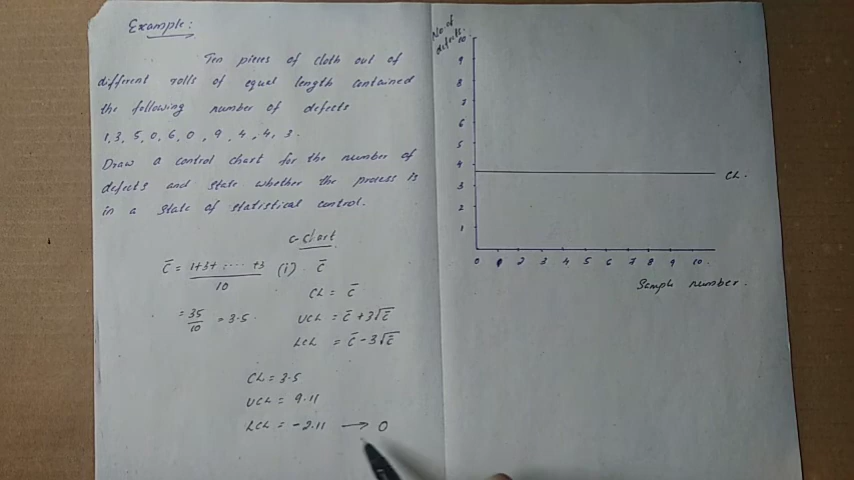 Example:
Ten pieces of cloth out of
different rolls of equal length contained
the following number of defects
1,3, 5, 0, 6, 0 , 9, 4 , 4, 3.
Draw a control chart for the number of
defects and state whether the process is
in a state of statistical control.
C-Chart
C̅ = 1+3+ ..... +3 / 10 (i) . C̅
= 35/10 = 3.5.
CL = C̅
UCL = C̅ + 3√C̅
LCL = C̅ - 3√C̅
CL = 3.5
UCL = 9.11
LCL = -2.11 → 0
No of
defects.
10
9
8
7
6
5
4
3
2
1
CL.
0 1 2 3 4 5 6 7 8 9 10.
Sample number.